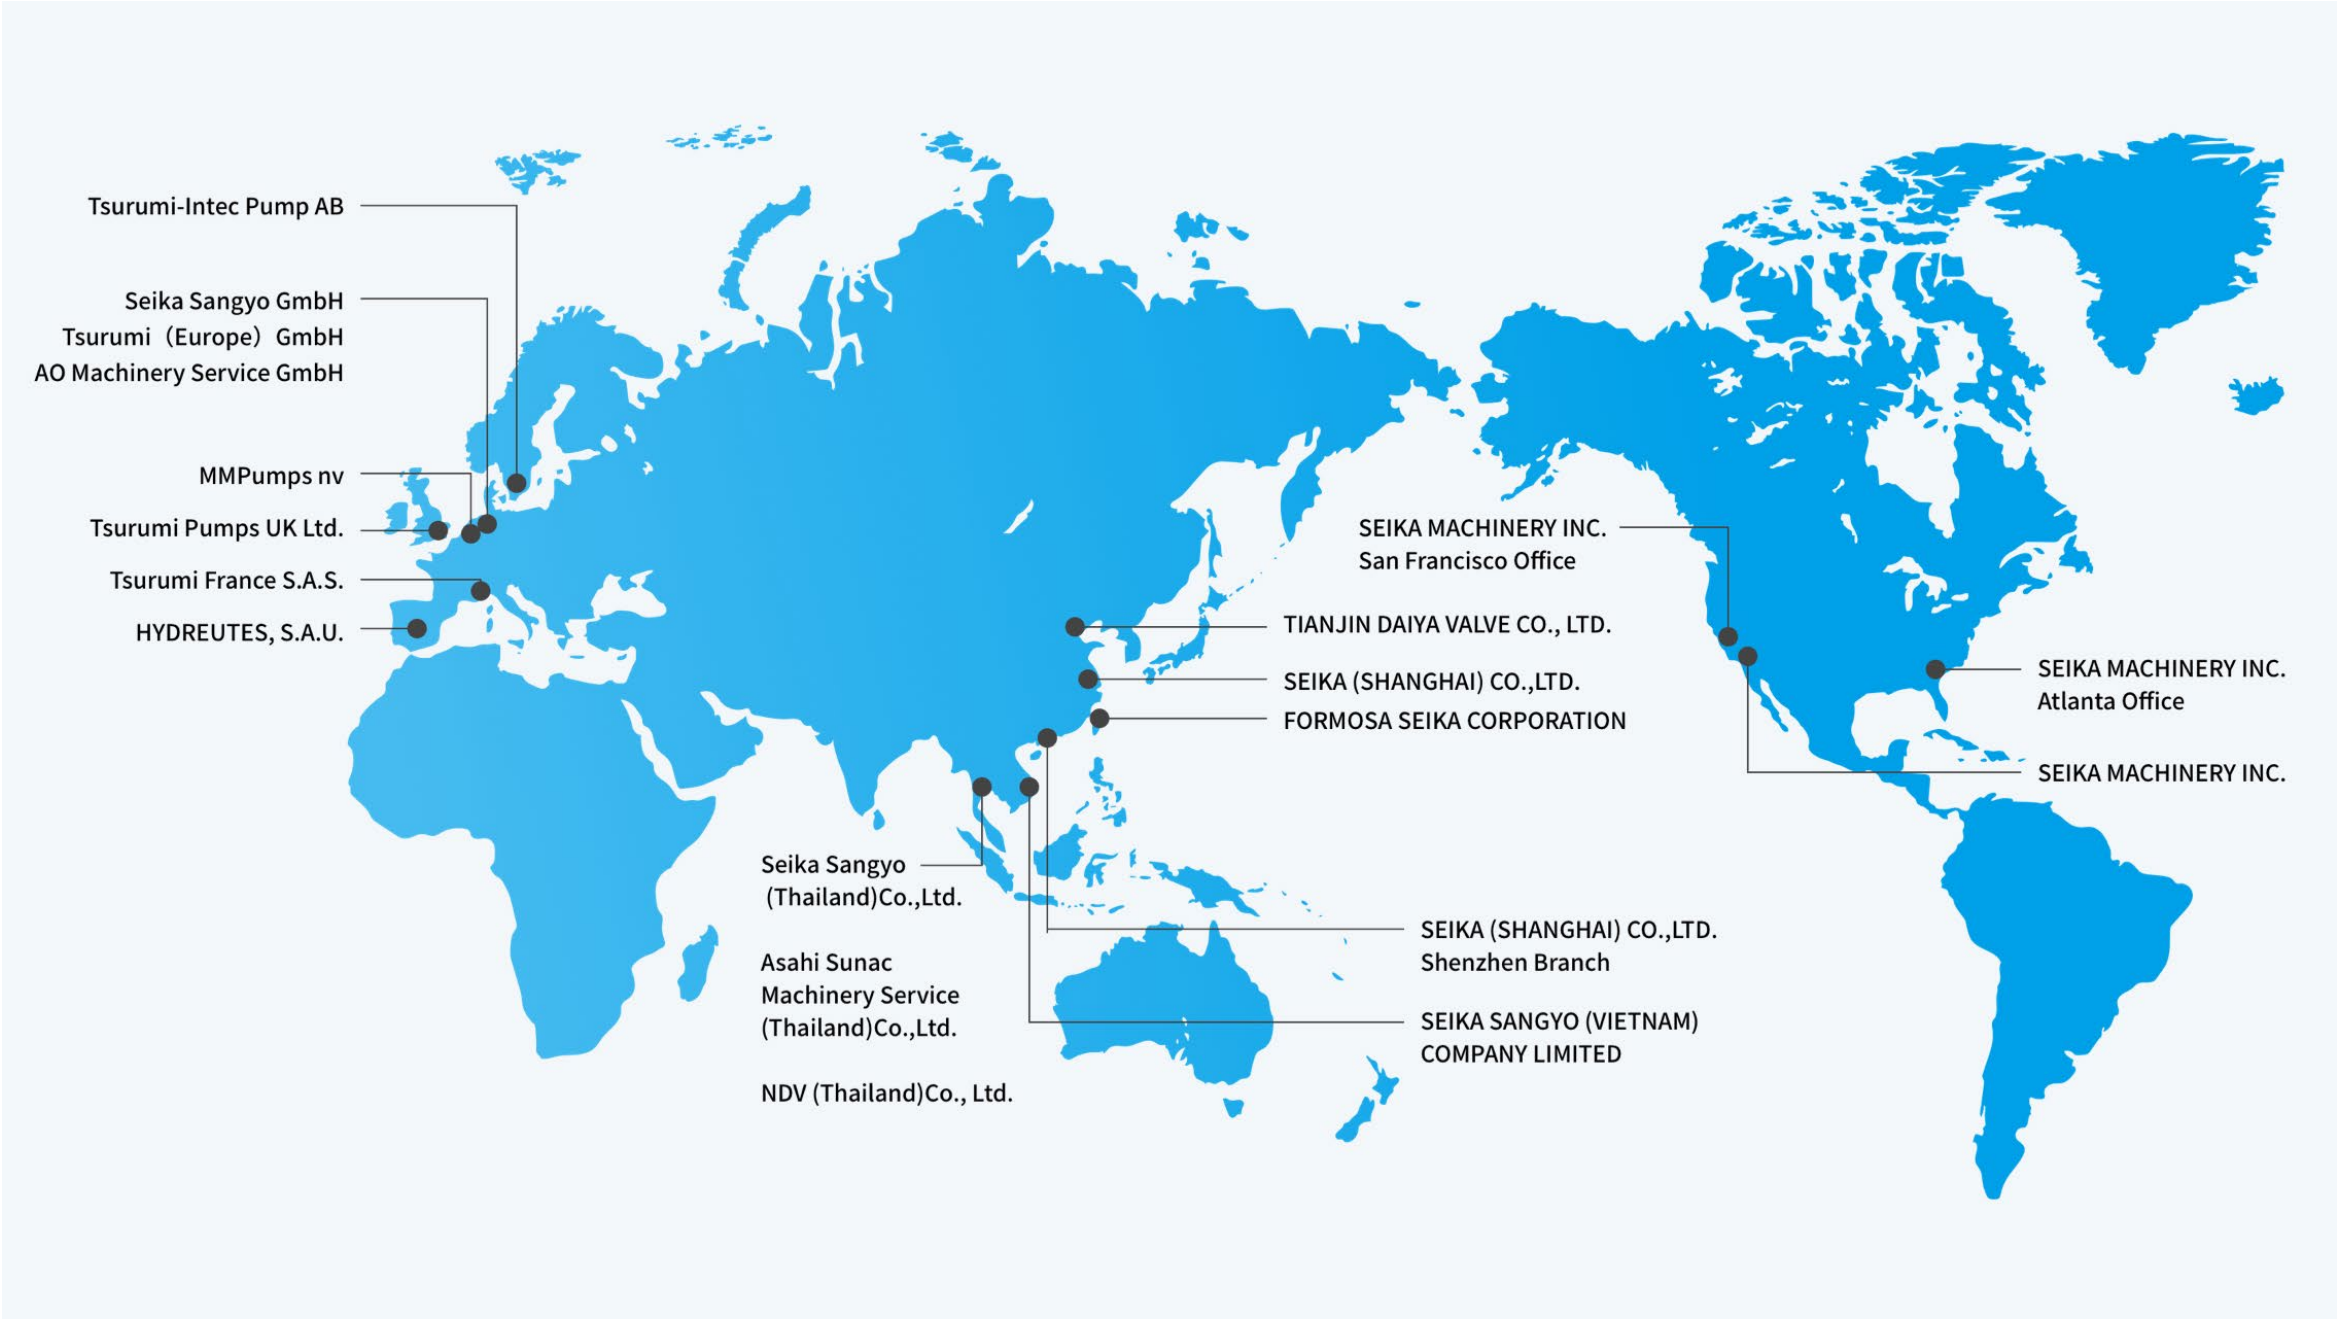 Tsurumi-Intec Pump AB
Seika Sangyo GmbH
Tsurumi（Europe）GmbH
AO Machinery Service GmbH
MMPumps nv
Tsurumi Pumps UK Ltd.
Tsurumi France S.A.S.
HYDREUTES, S.A.U.
Seika Sangyo
(Thailand)Co.,Ltd.
Asahi Sunac
Machinery Service
(Thailand)Co.,Ltd.
NDV (Thailand)Co., Ltd.
SEIKA MACHINERY INC.
San Francisco Office
TIANJIN DAIYA VALVE CO., LTD.
SEIKA (SHANGHAI) CO.,LTD.
FORMOSA SEIKA CORPORATION
SEIKA (SHANGHAI) CO.,LTD.
Shenzhen Branch
SEIKA SANGYO (VIETNAM)
COMPANY LIMITED
SEIKA MACHINERY INC.
Atlanta Office
SEIKA MACHINERY INC.